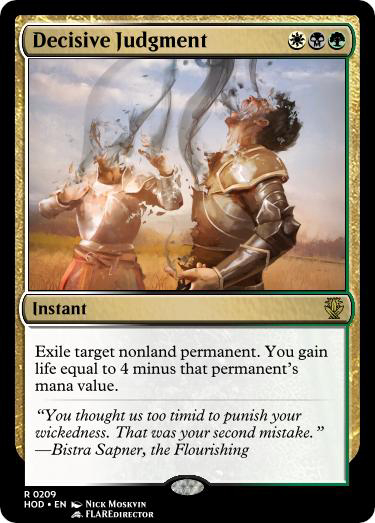 Decisive Judgment
Instant
Exile target nonland permanent. You gain
life equal to 4 minus that permanent's
mana value.
“You thought us too timid to punish your
wickedness. That was your second mistake.”
—Bistra Sapner, the Flourishing
R 0209
HOD • EN Nick Moskvin
FLAREdirector